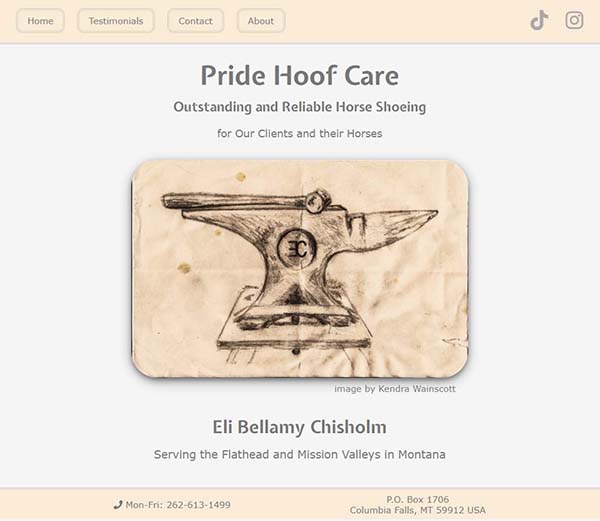 Home Testimonials Contact About
Pride Hoof Care
Outstanding and Reliable Horse Shoeing
for Our Clients and their Horses
EC
image by Kendra Wainscott
Eli Bellamy Chisholm
Serving the Flathead and Mission Valleys in Montana
Mon-Fri: 262-613-1499
P.O. Box 1706
Columbia Falls, MT 59912 USA